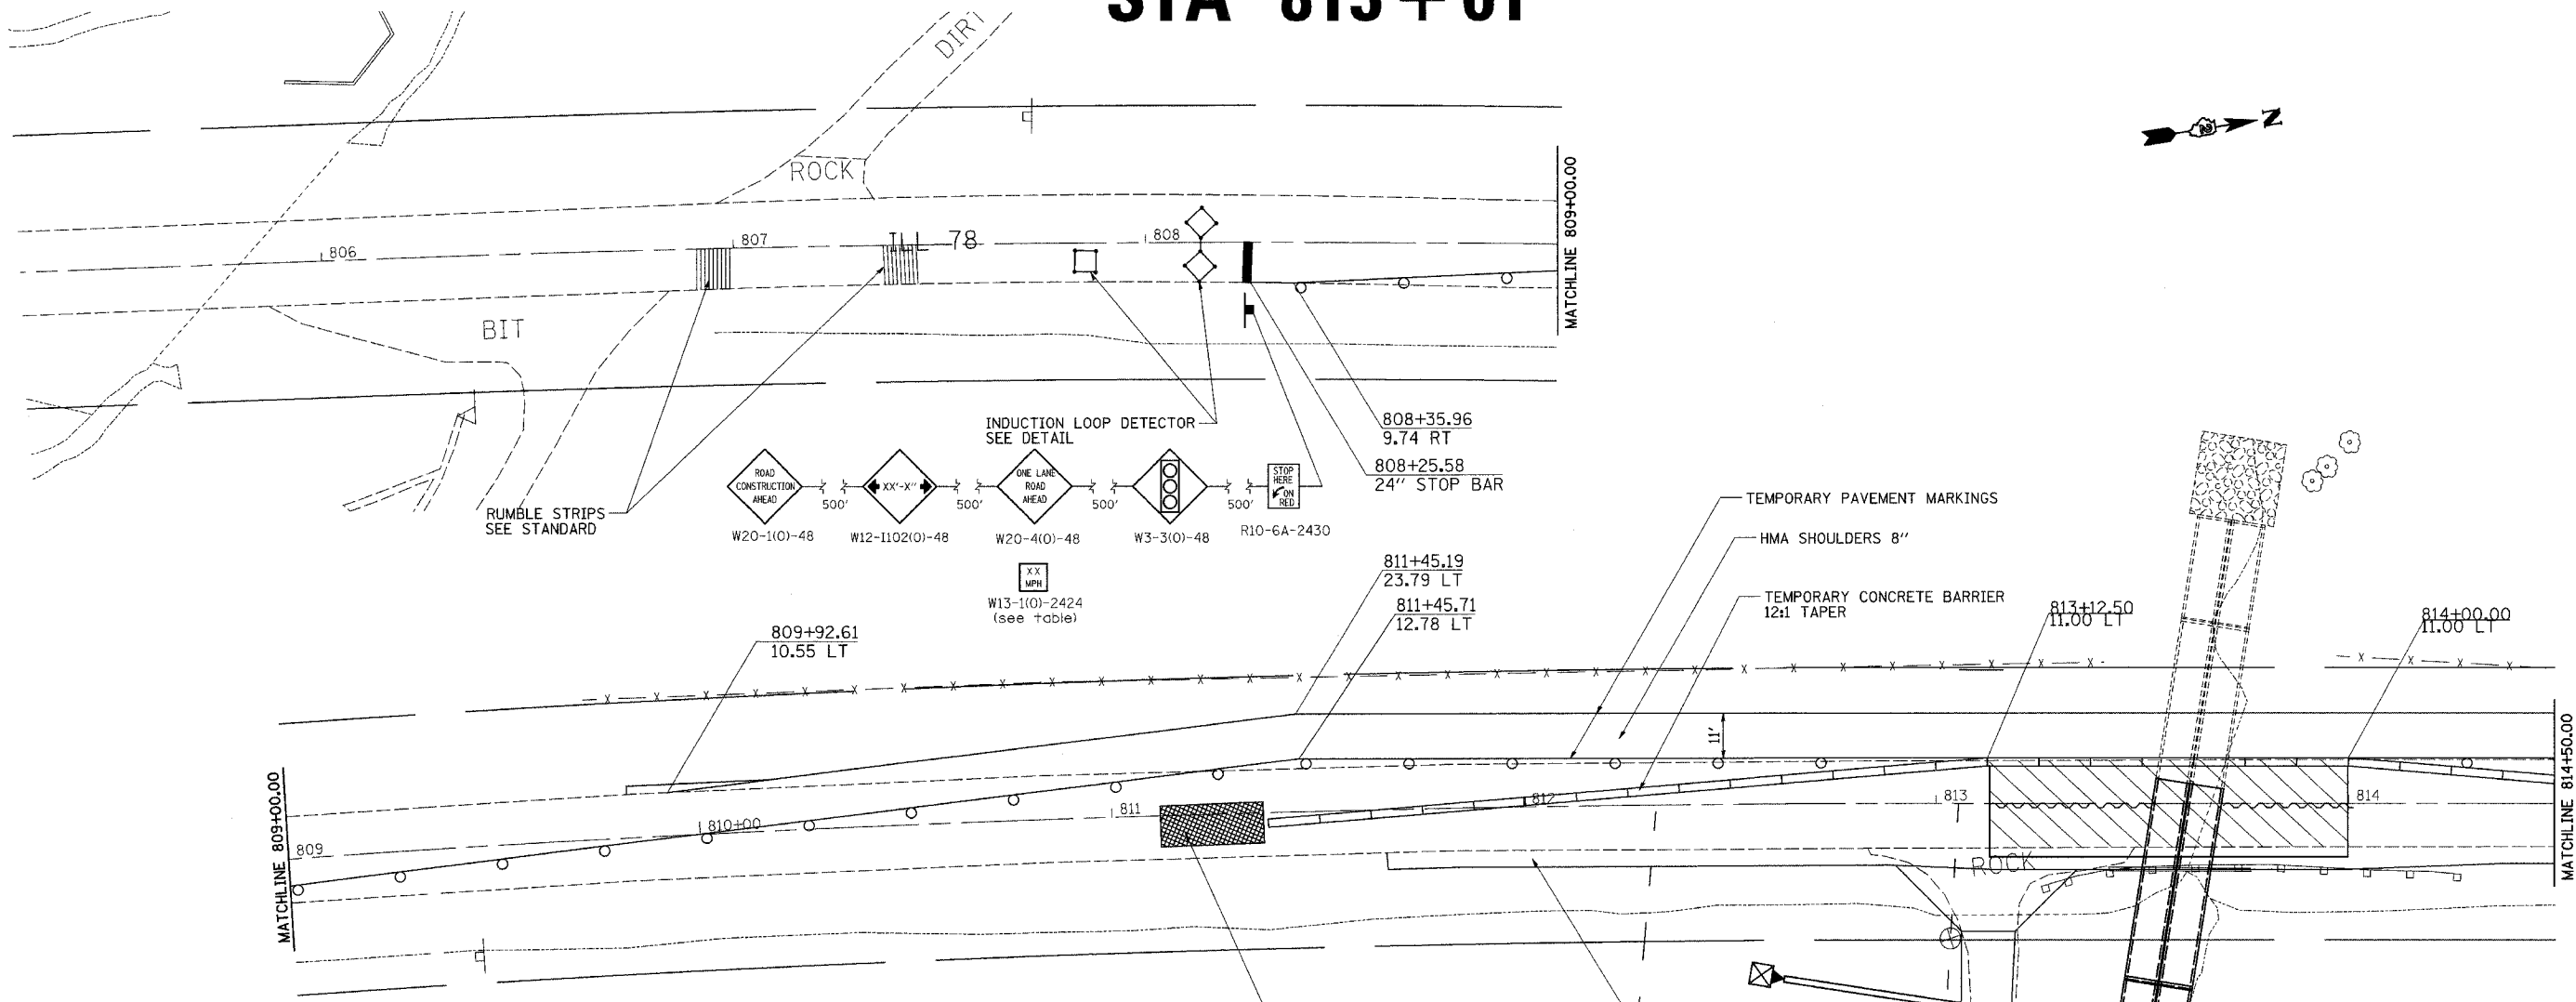 STA 813+61
DIRT
ROCK
N
MATCHLINE 809+00.00
806
807
ILL 78
808
BIT
INDUCTION LOOP DETECTOR
SEE DETAIL
808+35.96
9.74 RT
808+25.58
24" STOP BAR
RUMBLE STRIPS
SEE STANDARD
ROAD
CONSTRUCTION
AHEAD
500'
XX'-X"
500'
ONE LANE
ROAD
AHEAD
500'
500'
STOP
HERE
ON
RED
W20-1(O)-48
W12-I102(O)-48
W20-4(O)-48
W3-3(O)-48
R10-6A-2430
XX
MPH
W13-1(O)-2424
(see table)
TEMPORARY PAVEMENT MARKINGS
HMA SHOULDERS 8"
TEMPORARY CONCRETE BARRIER
12:1 TAPER
811+45.19
23.79 LT
811+45.71
12.78 LT
809+92.61
10.55 LT
813+12.50
11.00 LT
814+00.00
11.00 LT
11'
MATCHLINE 809+00.00
809
810+00
811
812
813
814
ROCK
MATCHLINE 814+50.00